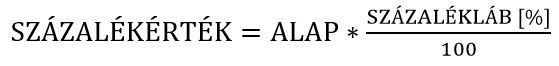 SZÁZALÉKÉRTÉK = ALAP * SZÁZALÉKLÁB [%] / 100